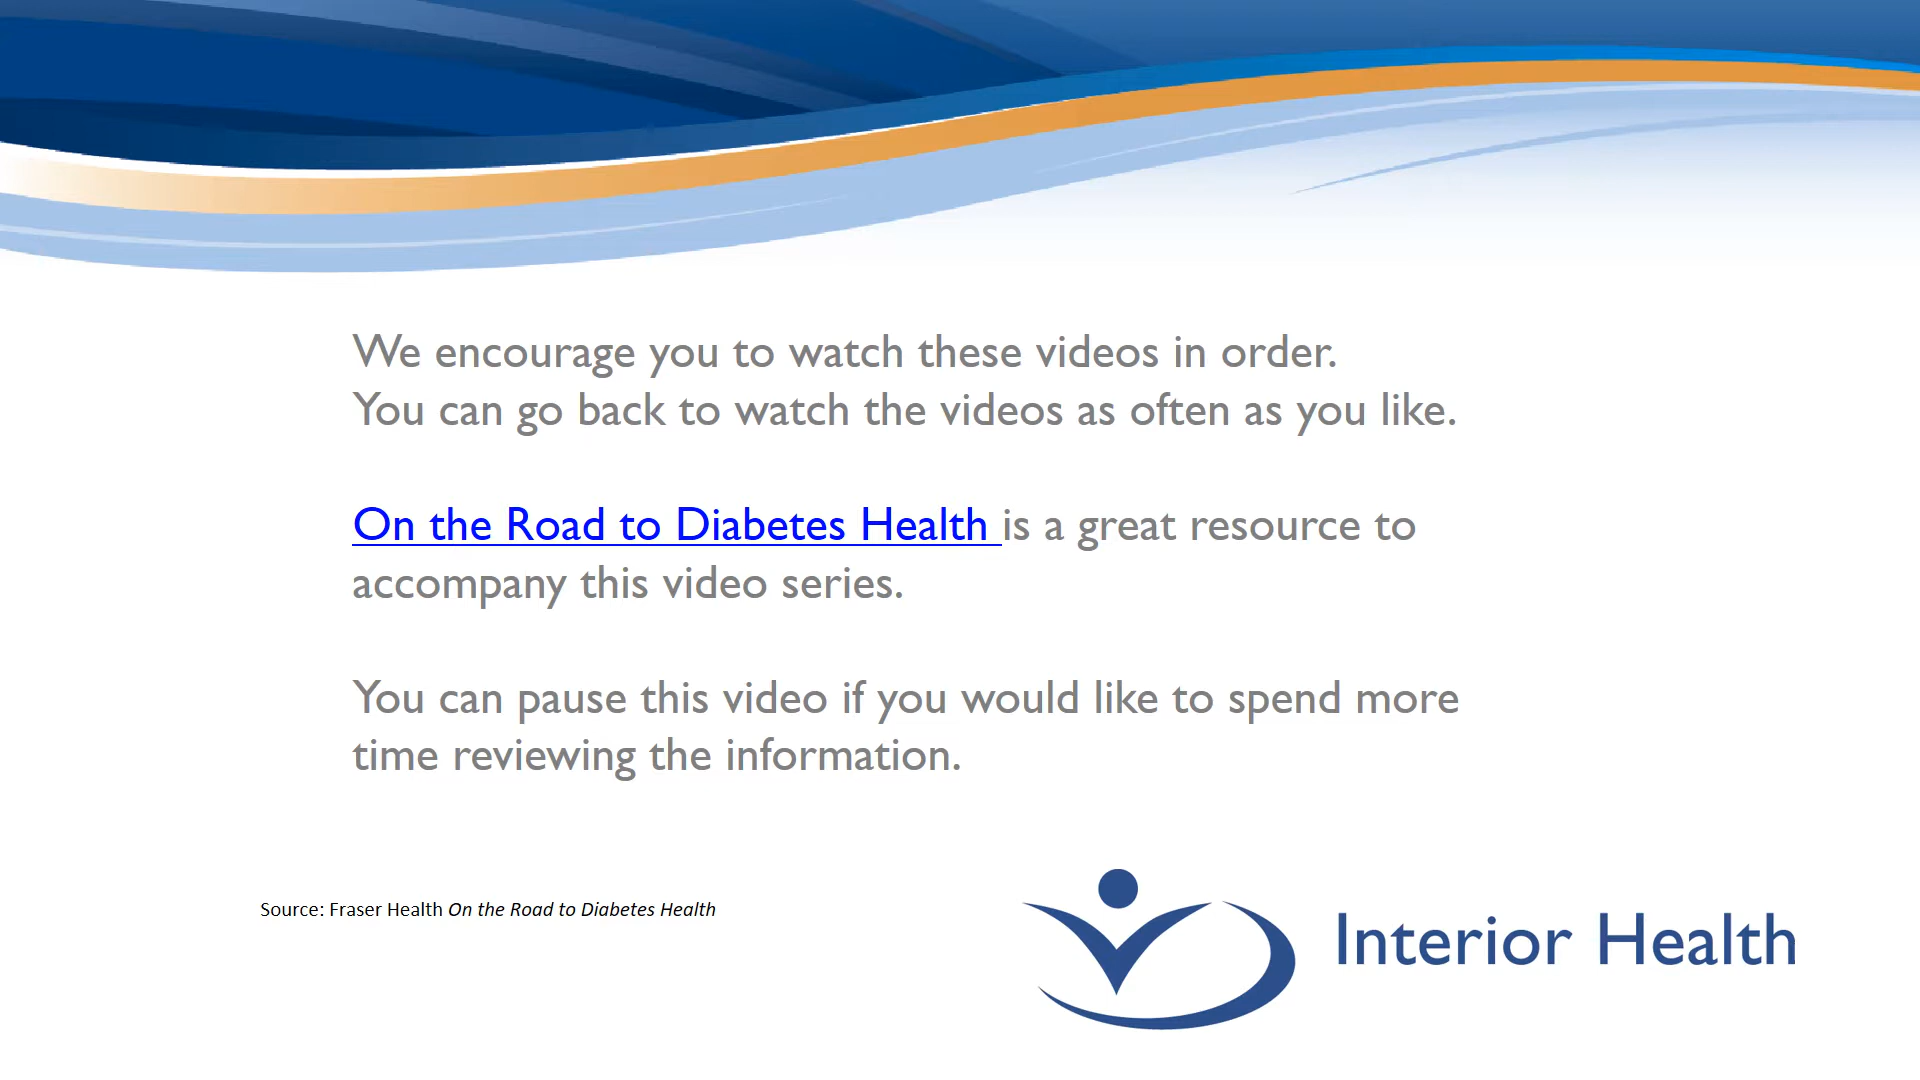 We encourage you to watch these videos in order.
You can go back to watch the videos as often as you like.
On the Road to Diabetes Health is a great resource to
accompany this video series.
You can pause this video if you would like to spend more
time reviewing the information.
Source: Fraser Health On the Road to Diabetes Health
Interior Health